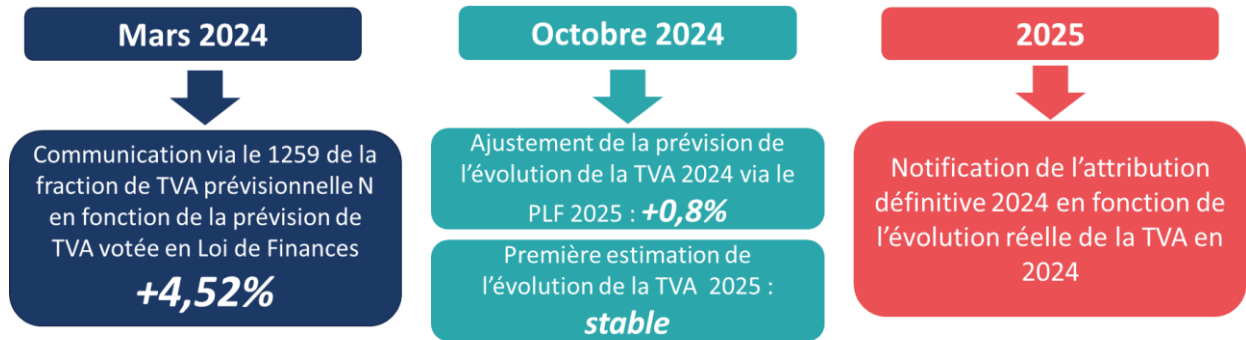 Mars 2024
Communication via le 1259 de la
fraction de TVA prévisionnelle N
en fonction de la prévision de
TVA votée en Loi de Finances
+4,52%
Octobre 2024
Ajustement de la prévision de
l'évolution de la TVA 2024 via le
PLF 2025 : +0,8%
Première estimation de
l'évolution de la TVA 2025 :
stable
2025
Notification de l'attribution
définitive 2024 en fonction de
l'évolution réelle de la TVA en
2024